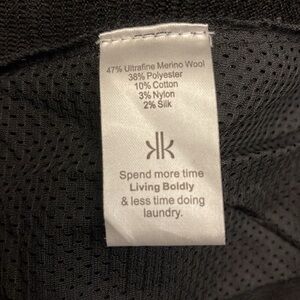 47% Ultrafine Merino Wool
38% Polyester
10% Cotton
3% Nylon
2% Silk
kk
Spend more time
Living Boldly
& less time doing
laundry.